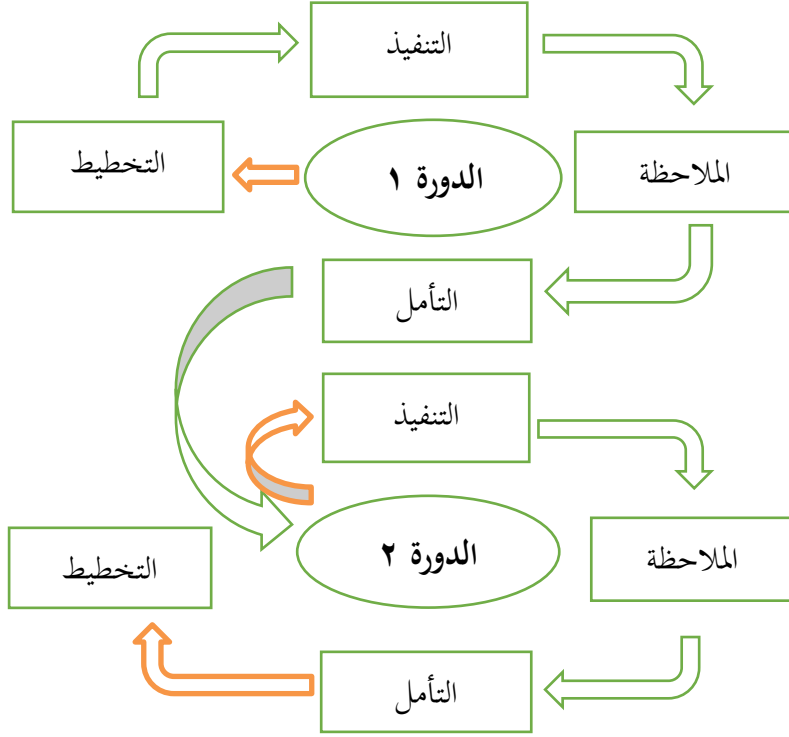 التنفيذ
الملاحظة
الدورة ١
التخطيط
التأمل
التنفيذ
الملاحظة
الدورة ٢
التخطيط
التأمل